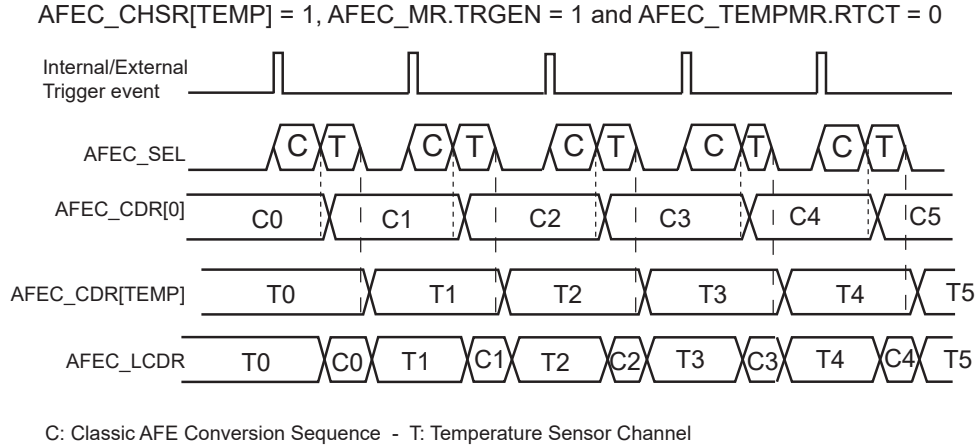 AFEC_CHSR[TEMP] = 1, AFEC_MR.TRGEN = 1 and AFEC_TEMPMR.RTCT = 0
Internal/External
Trigger event
AFEC_SEL C T C T C T C T C T
AFEC_CDR[0] C0 C1 C2 C3 C4 C5
AFEC_CDR[TEMP] T0 T1 T2 T3 T4 T5
AFEC_LCDR T0 C0 T1 C1 T2 C2 T3 C3 T4 C4 T5
C: Classic AFE Conversion Sequence - T: Temperature Sensor Channel